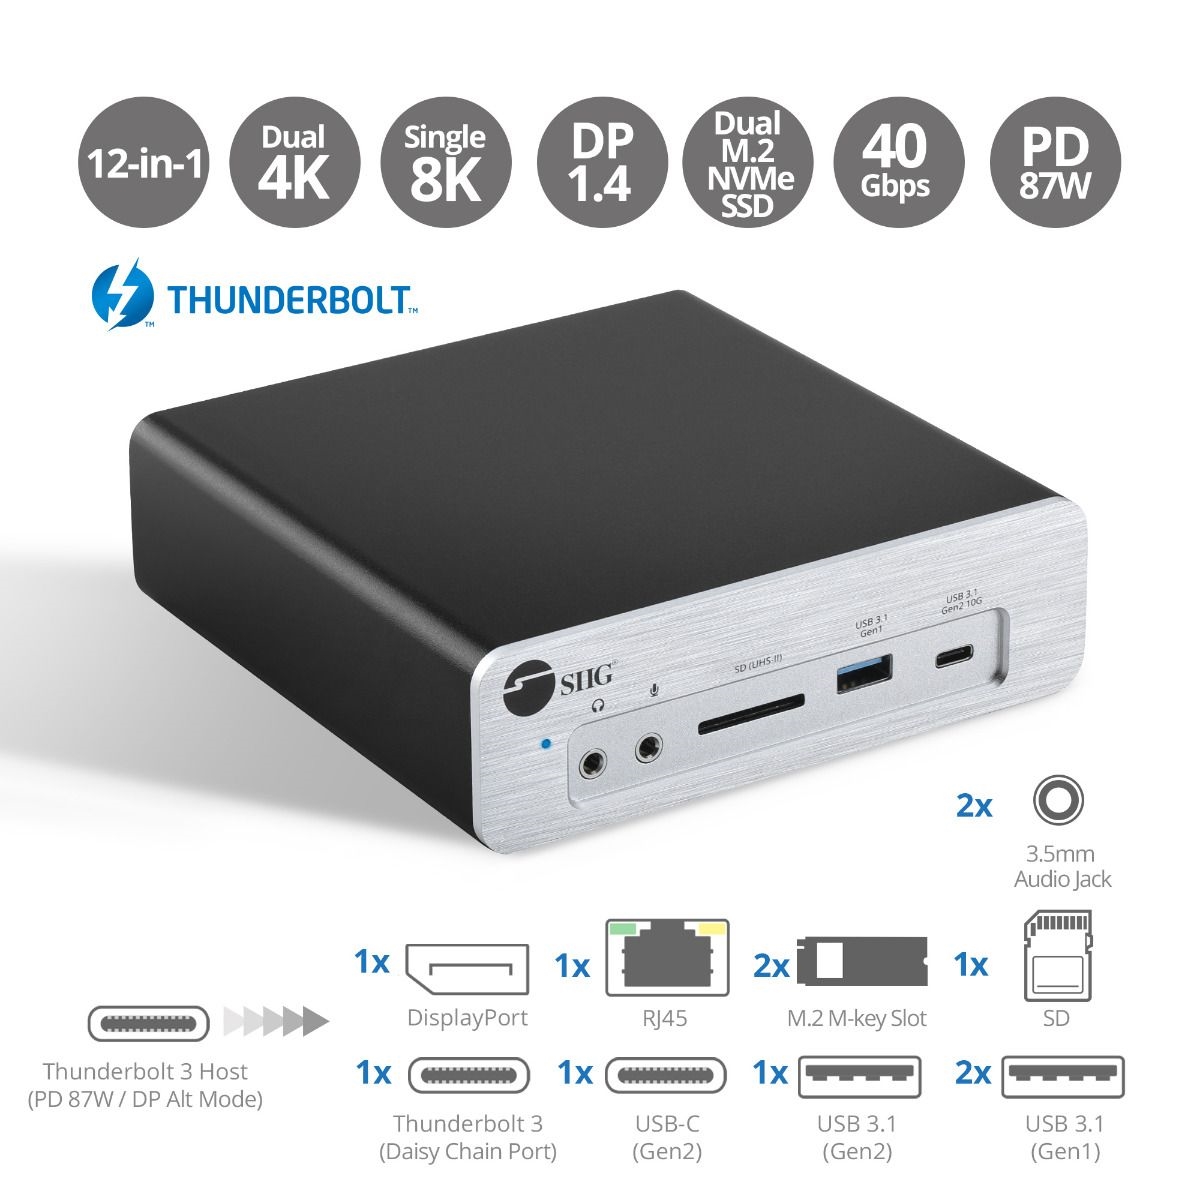 12-in-1
Dual
4K
Single
8K
DP
1.4
Dual
M.2
NVMe
SSD
40
Gbps
PD
87W
THUNDERBOLT™
TM
USB 3.1
Gen2 10G
USB 3.1
Gen1
SD (UHS-II)
SIIG®
2x
3.5mm
Audio Jack
1x
DisplayPort
1x
RJ45
2x
M.2 M-key Slot
1x
SD
Thunderbolt 3 Host
(PD 87W / DP Alt Mode)
1x
Thunderbolt 3
(Daisy Chain Port)
1x
USB-C
(Gen2)
1x
USB 3.1
(Gen2)
2x
USB 3.1
(Gen1)